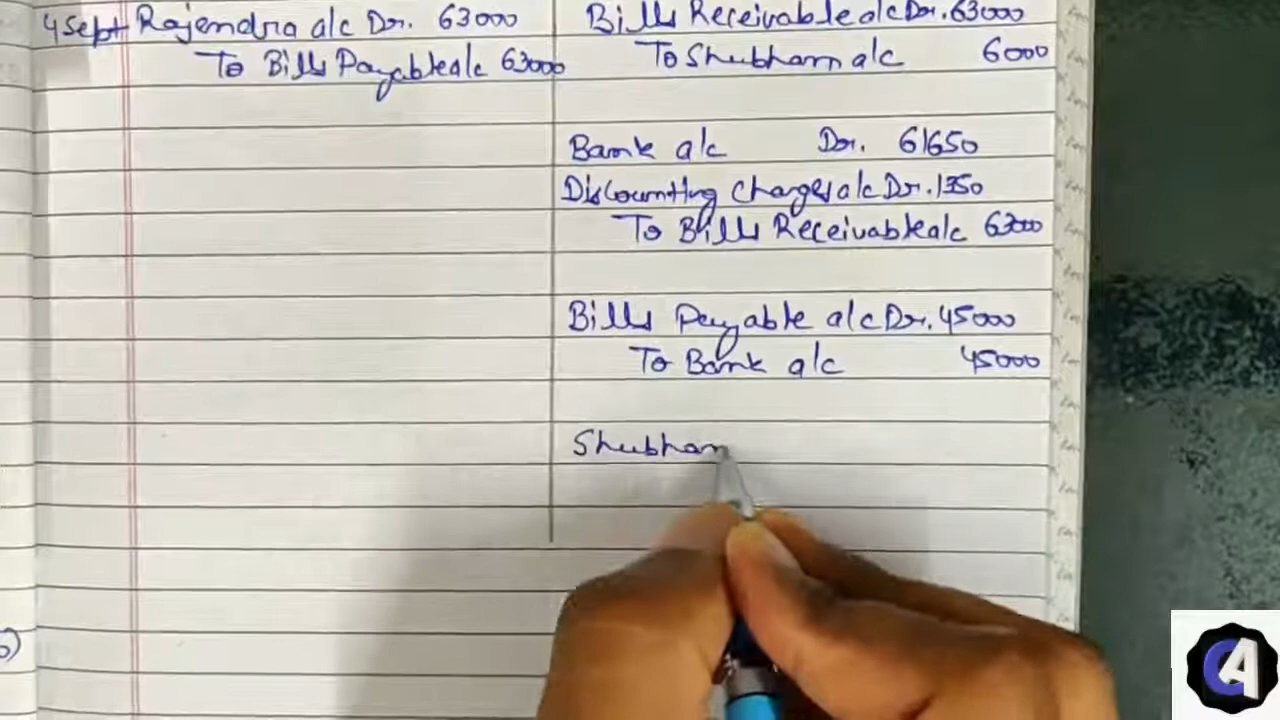 4 Sept Rajendra a/c Dr. 63000
To Bills Payable a/c 63000
Bills Receivable a/c Dr. 63000
To Shubham a/c 6000
Bank a/c Dr. 61650
Discounting Charges a/c Dr. 1350
To Bills Receivable a/c 63000
Bills Payable a/c Dr. 45000
To Bank a/c 45000
Shubham
CA